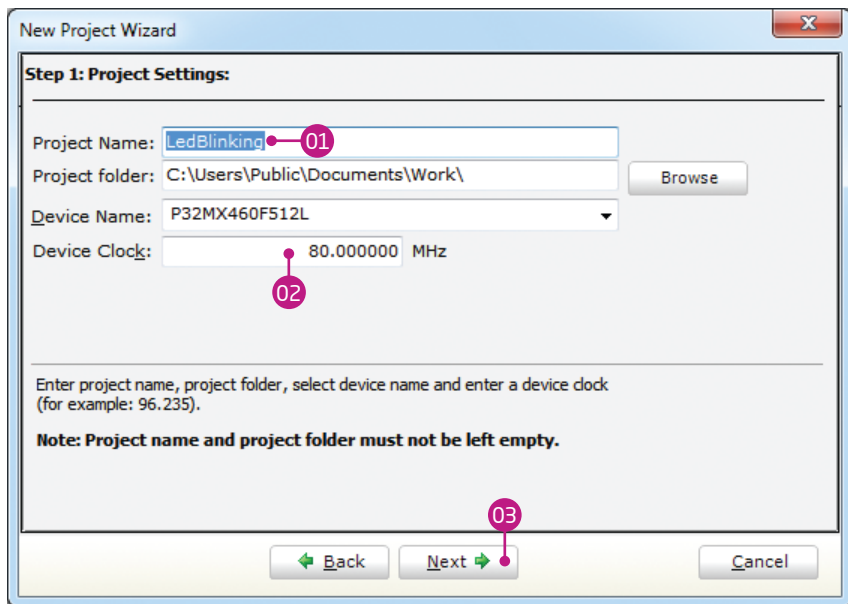 New Project Wizard
Step 1: Project Settings:
Project Name: LedBlinking 01
Project folder: C:\Users\Public\Documents\Work\ Browse
Device Name: P32MX460F512L
Device Clock: 80.000000 MHz
02
Enter project name, project folder, select device name and enter a device clock
(for example: 96.235).
Note: Project name and project folder must not be left empty.
03
Back Next Cancel